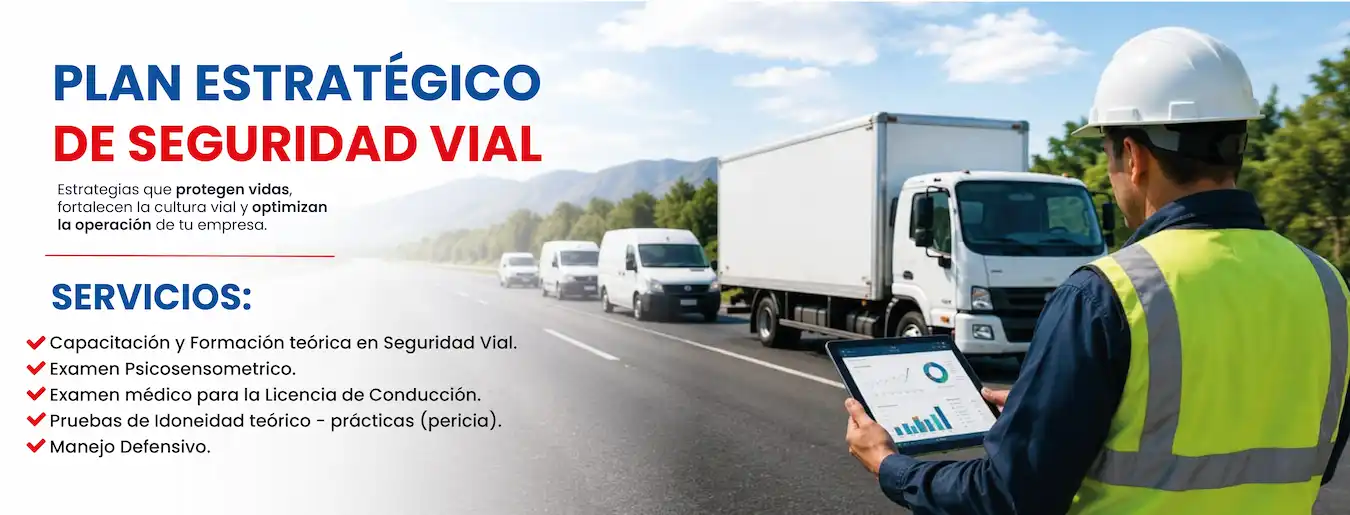 PLAN ESTRATÉGICO
DE SEGURIDAD VIAL
Estrategias que protegen vidas,
fortalecen la cultura vial y optimizan
la operación de tu empresa.
SERVICIOS:
Capacitación y Formación teórica en Seguridad Vial.
Examen Psicosensometrico.
Examen médico para la Licencia de Conducción.
Pruebas de Idoneidad teórico - prácticas (pericia).
Manejo Defensivo.